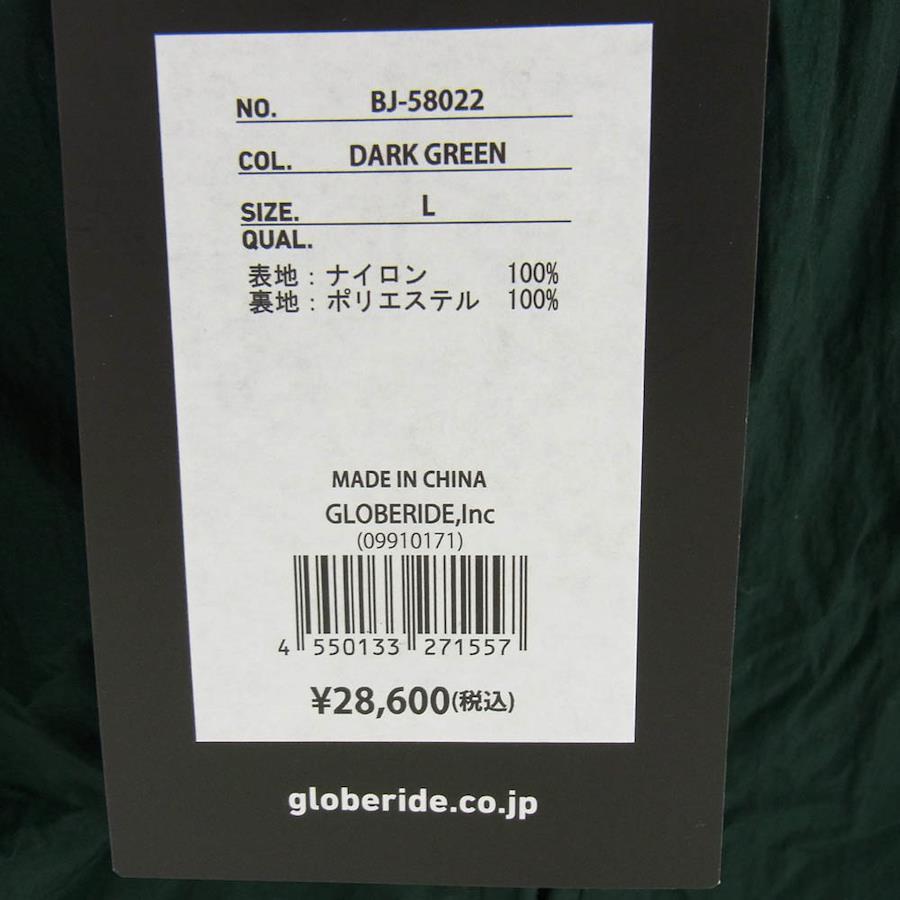 NO. BJ-58022
COL. DARK GREEN
SIZE. L
QUAL.
表地：ナイロン 100%
裏地：ポリエステル 100%
MADE IN CHINA
GLOBERIDE,Inc
(09910171)
4 550133 271557
¥28,600(税込)
globeride.co.jp